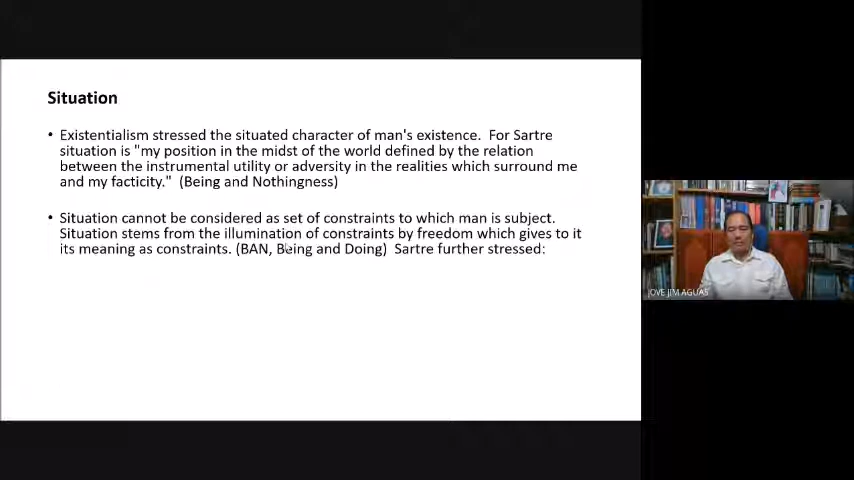 Situation
• Existentialism stressed the situated character of man's existence.  For Sartre
situation is "my position in the midst of the world defined by the relation
between the instrumental utility or adversity in the realities which surround me
and my facticity."  (Being and Nothingness)
• Situation cannot be considered as set of constraints to which man is subject.
Situation stems from the illumination of constraints by freedom which gives to it
its meaning as constraints. (BAN, Being and Doing)  Sartre further stressed:
JOVE JIM AGUAS